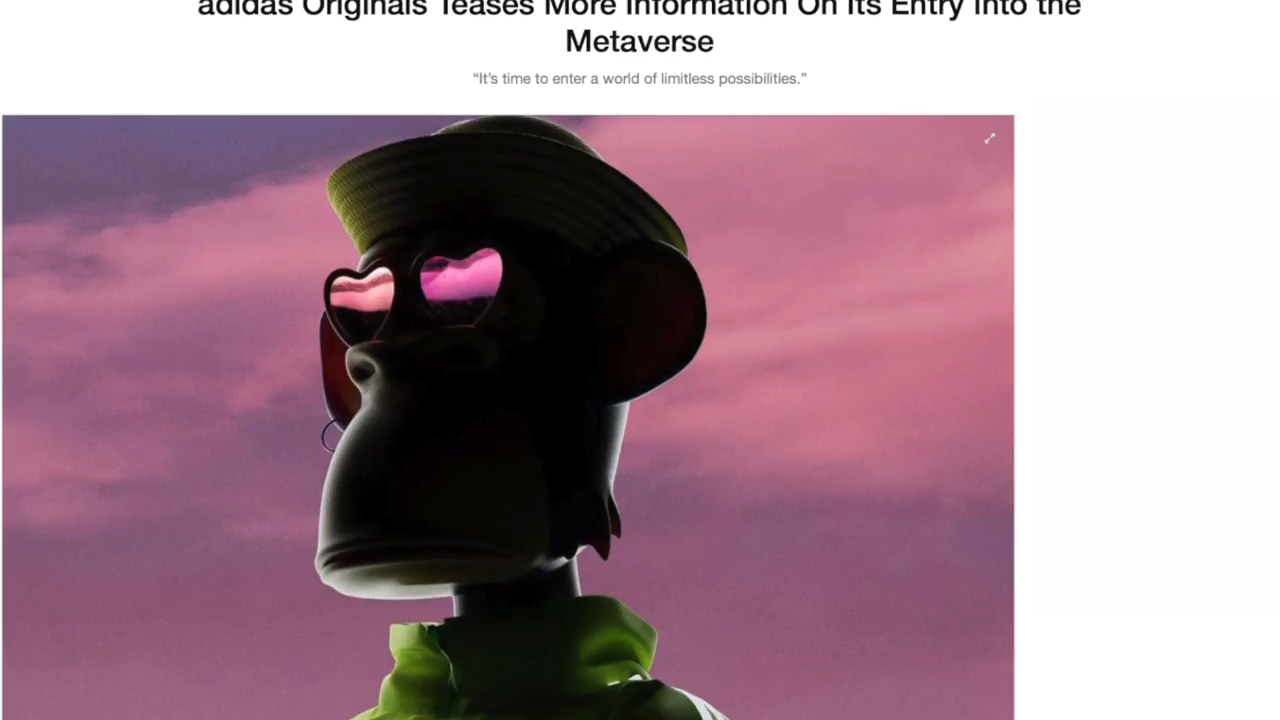 adidas Originals Teases More Information On Its Entry Into the
Metaverse
“It’s time to enter a world of limitless possibilities.”